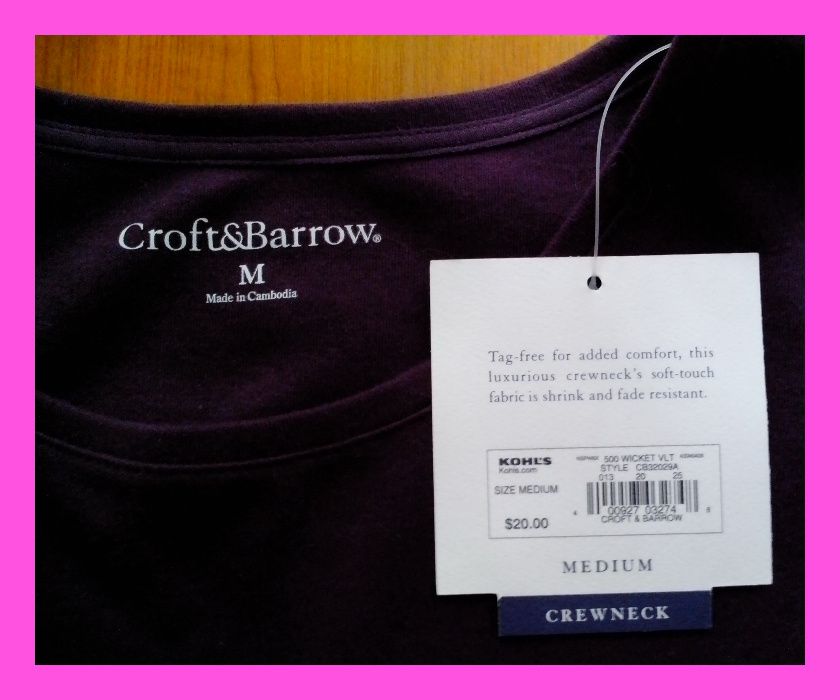 Croft&Barrow®
M
Made in Cambodia
Tag-free for added comfort, this
luxurious crewneck's soft-touch
fabric is shrink and fade resistant.
KOHL'S
Kohls.com
500 WICKET VLT
STYLE CB32029A
013 20 25
SIZE MEDIUM
$20.00
4 00927 03274 8
CROFT & BARROW
MEDIUM
CREWNECK